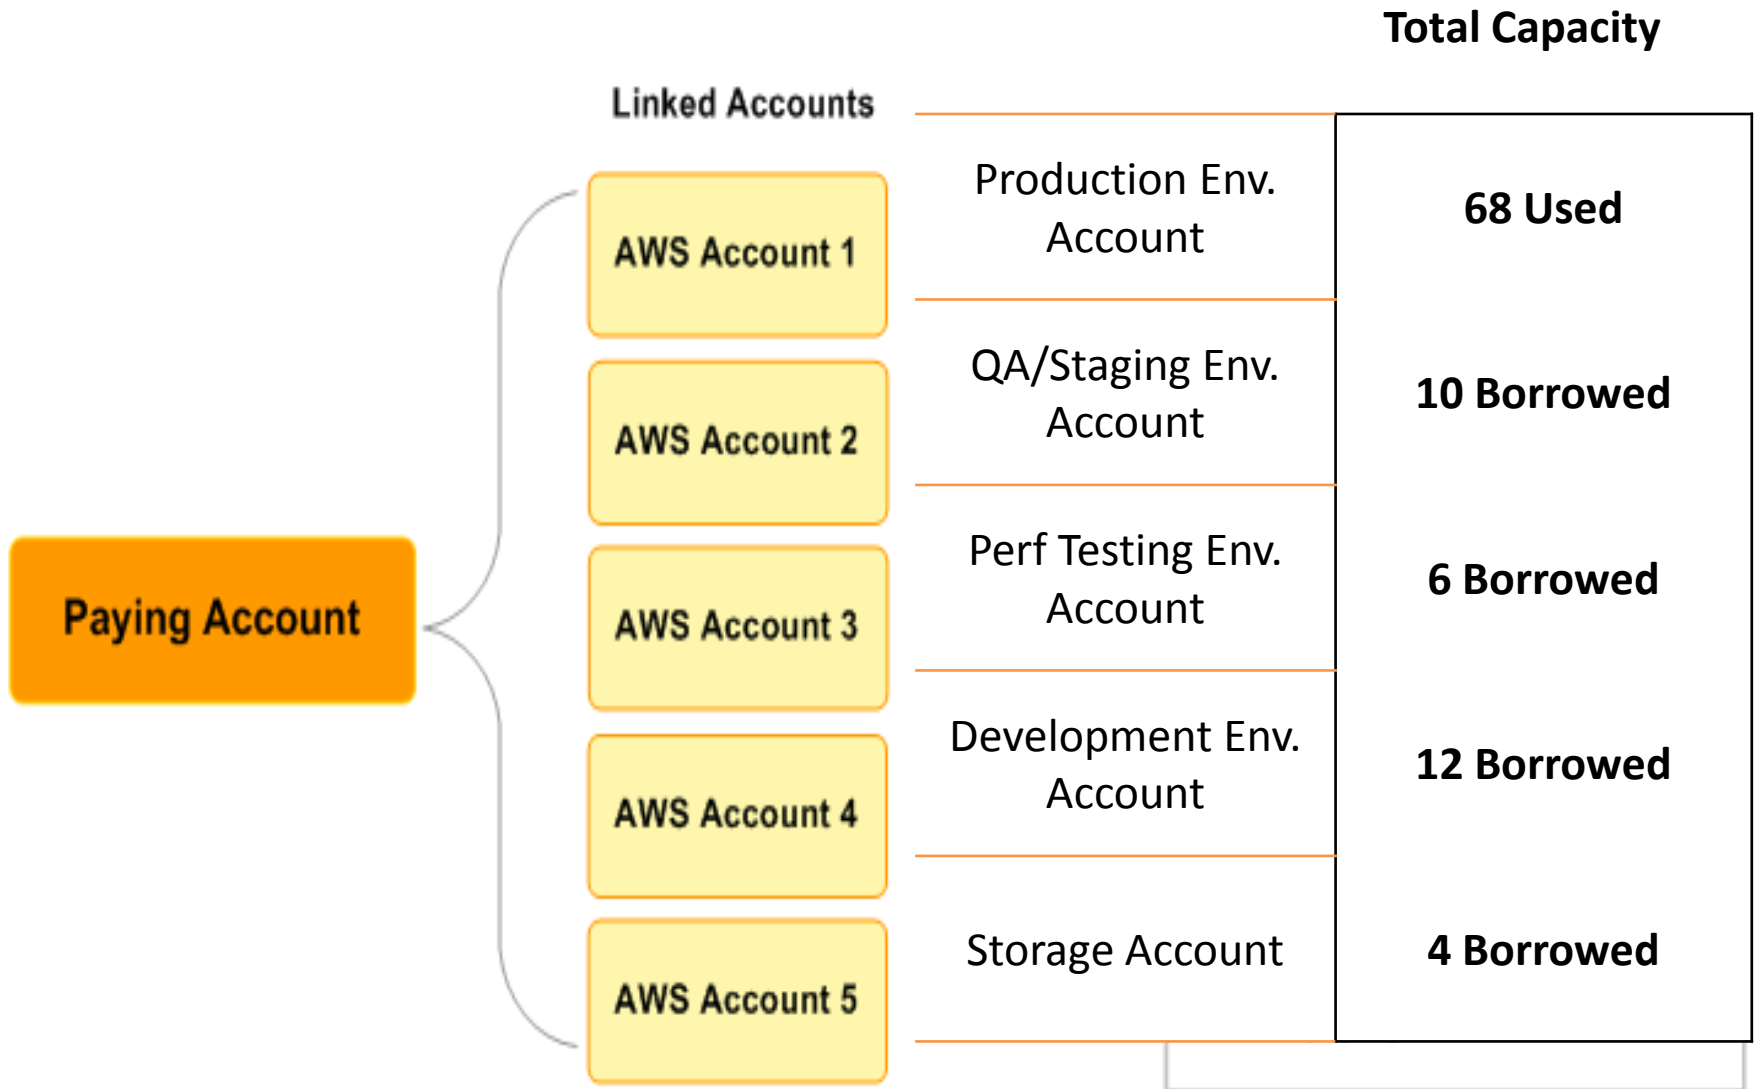 Total Capacity
Linked Accounts
AWS Account 1
Production Env.
Account
68 Used
AWS Account 2
QA/Staging Env.
Account
10 Borrowed
Paying Account
AWS Account 3
Perf Testing Env.
Account
6 Borrowed
AWS Account 4
Development Env.
Account
12 Borrowed
AWS Account 5
Storage Account
4 Borrowed